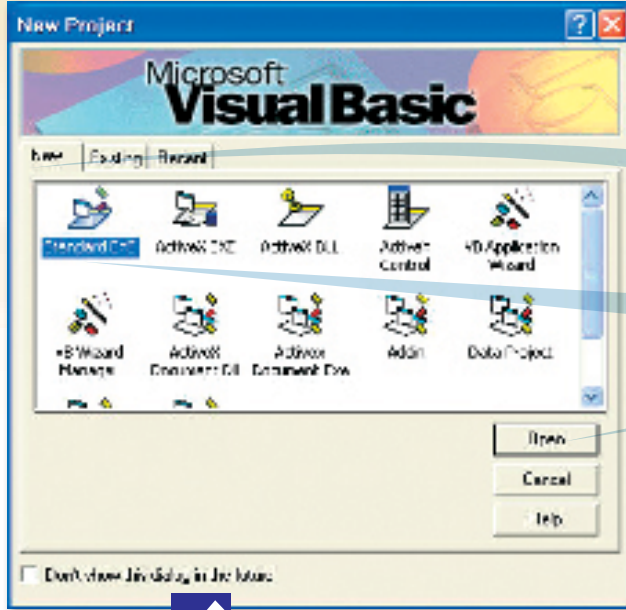 New Project
Microsoft
Visual Basic
New Existing Recent
Standard EXE ActiveX EXE ActiveX DLL ActiveX Control VB Application Wizard
VB Wizard Manager ActiveX Document Dll ActiveX Document Exe Addin Data Project
Open
Cancel
Help
Don't show this dialog in the future